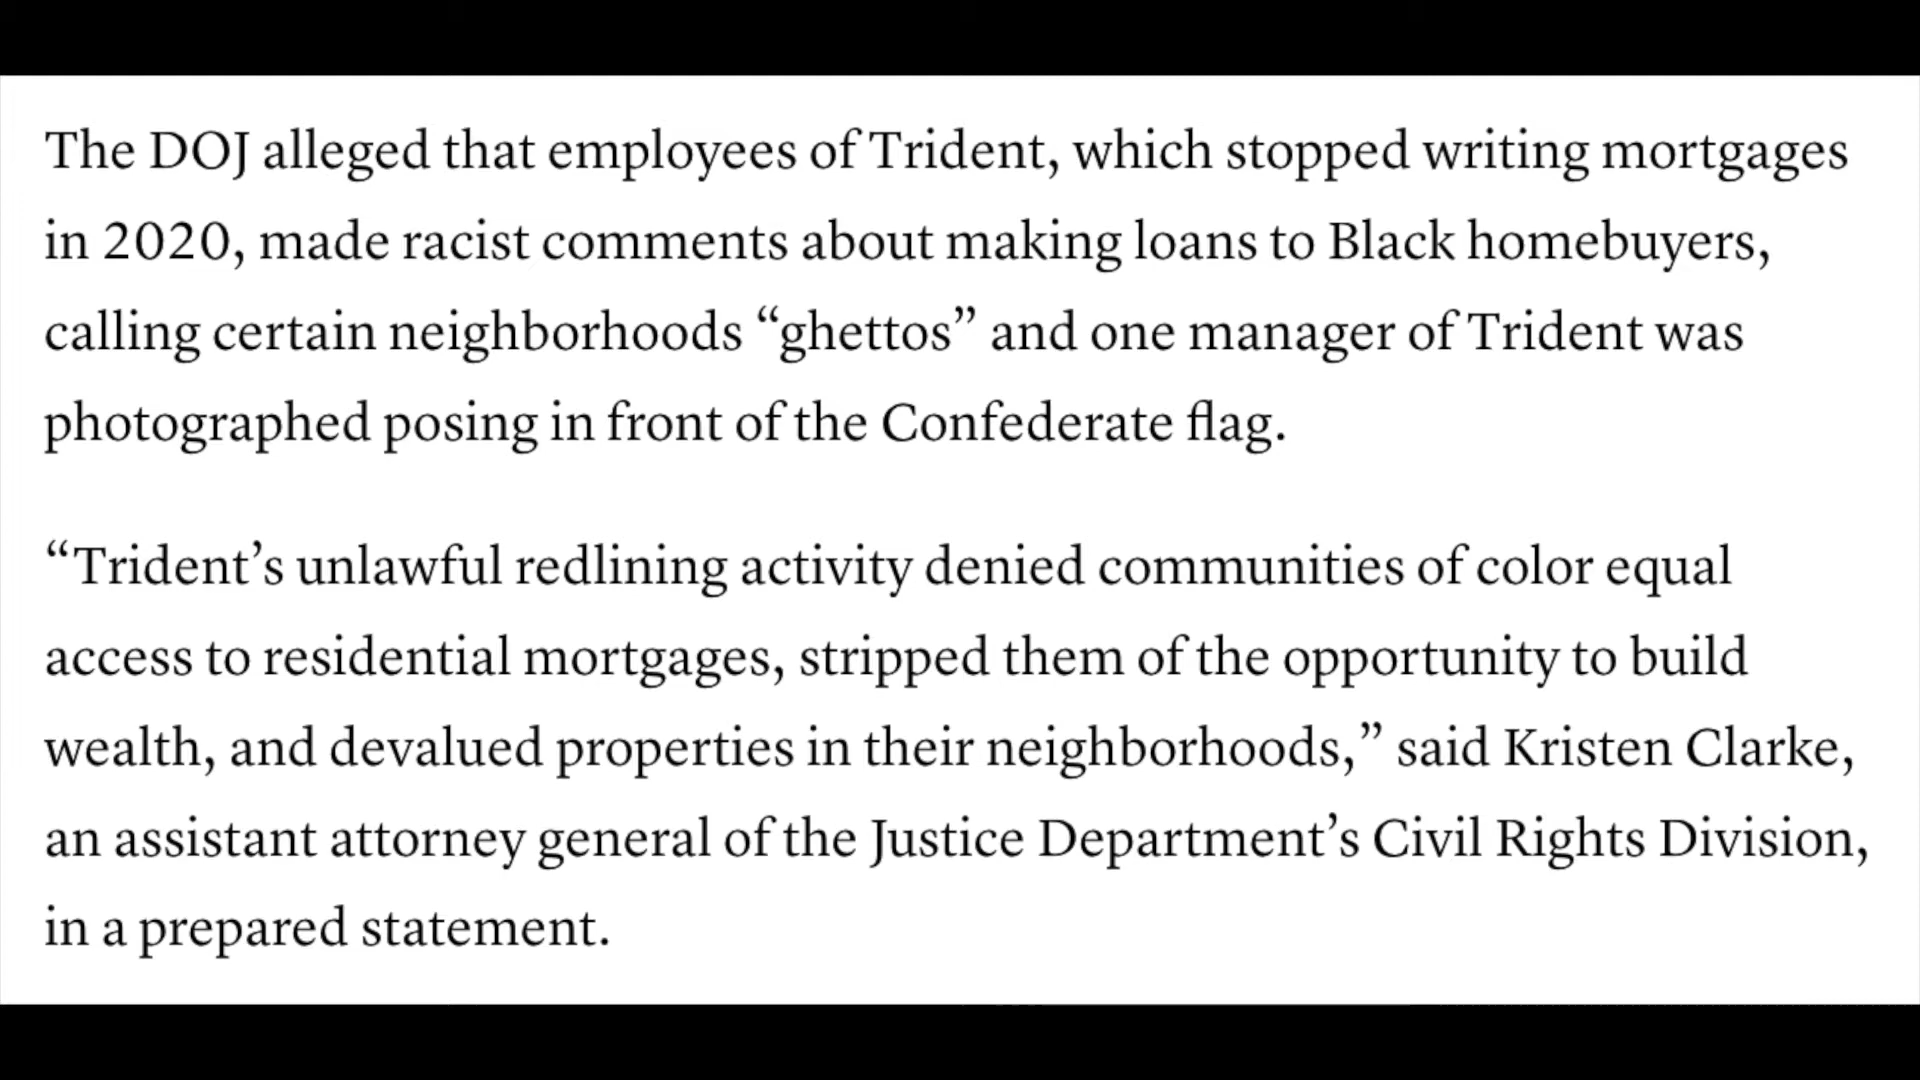 The DOJ alleged that employees of Trident, which stopped writing mortgages
in 2020, made racist comments about making loans to Black homebuyers,
calling certain neighborhoods “ghettos” and one manager of Trident was
photographed posing in front of the Confederate flag.
“Trident’s unlawful redlining activity denied communities of color equal
access to residential mortgages, stripped them of the opportunity to build
wealth, and devalued properties in their neighborhoods,” said Kristen Clarke,
an assistant attorney general of the Justice Department’s Civil Rights Division,
in a prepared statement.